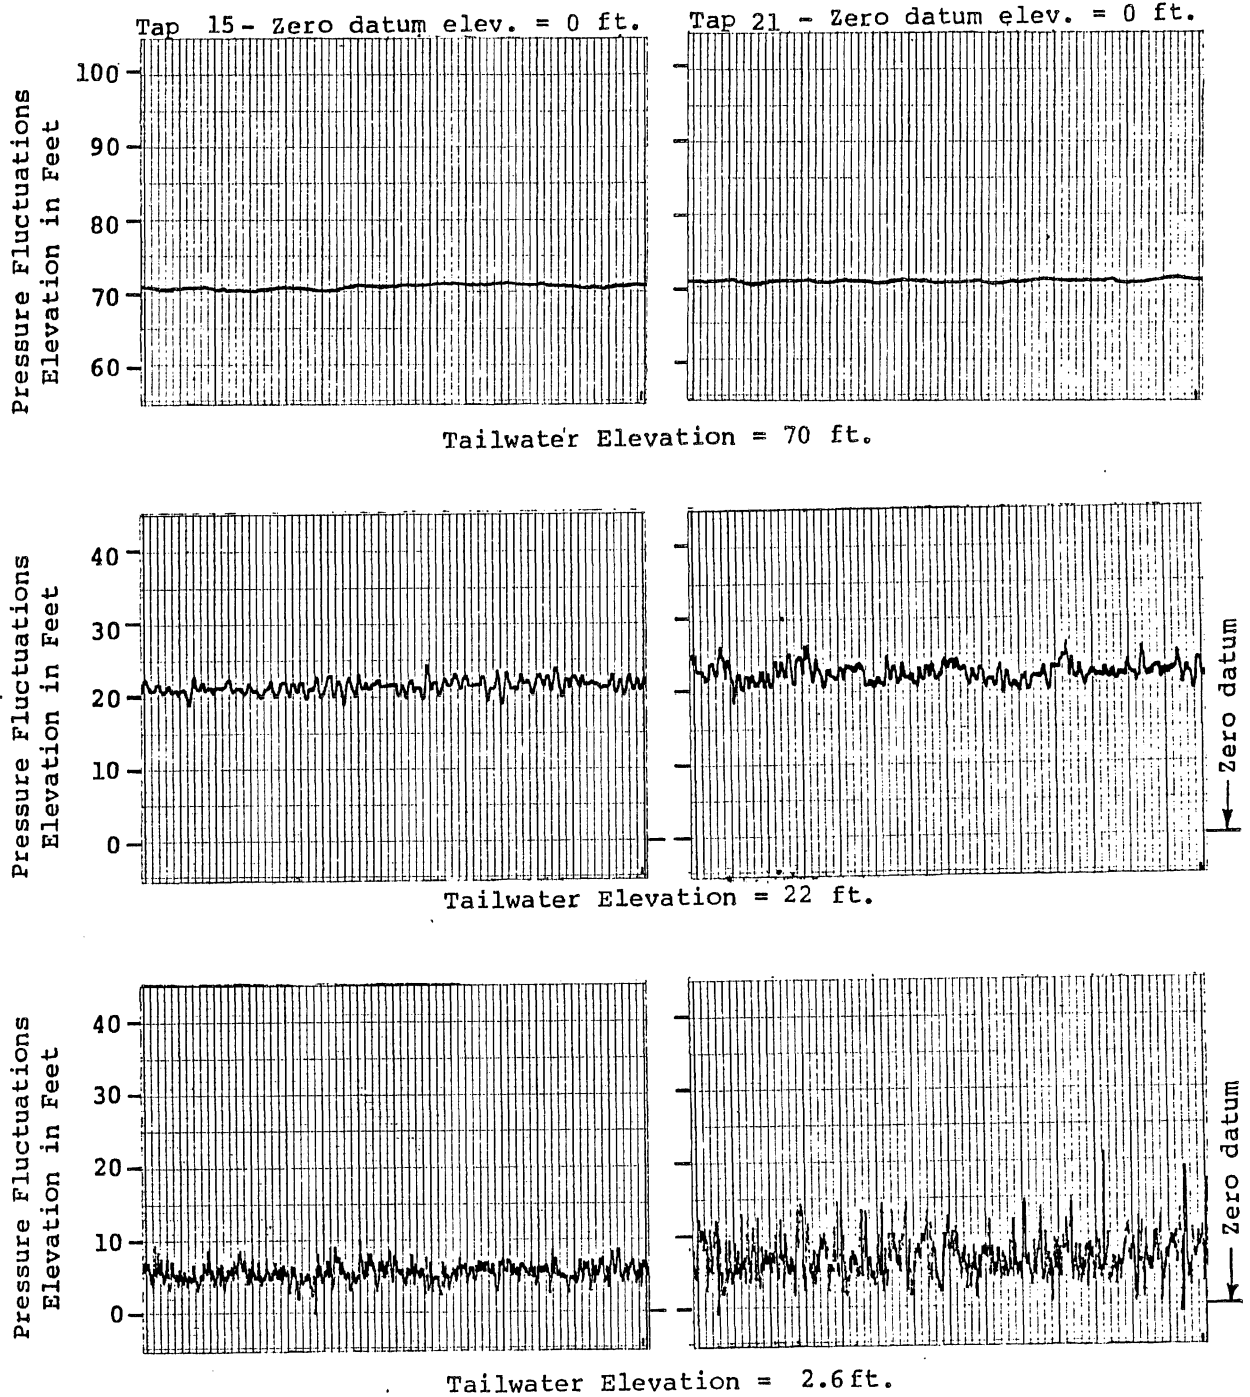 Tap 15 - Zero datum elev. = 0 ft.
Tap 21 - Zero datum elev. = 0 ft.
Pressure Fluctuations
Elevation in Feet
100
90
80
70
60
Tailwater Elevation = 70 ft.
Pressure Fluctuations
Elevation in Feet
40
30
20
10
0
Zero datum
Tailwater Elevation = 22 ft.
Pressure Fluctuations
Elevation in Feet
40
30
20
10
0
Zero datum
Tailwater Elevation = 2.6 ft.